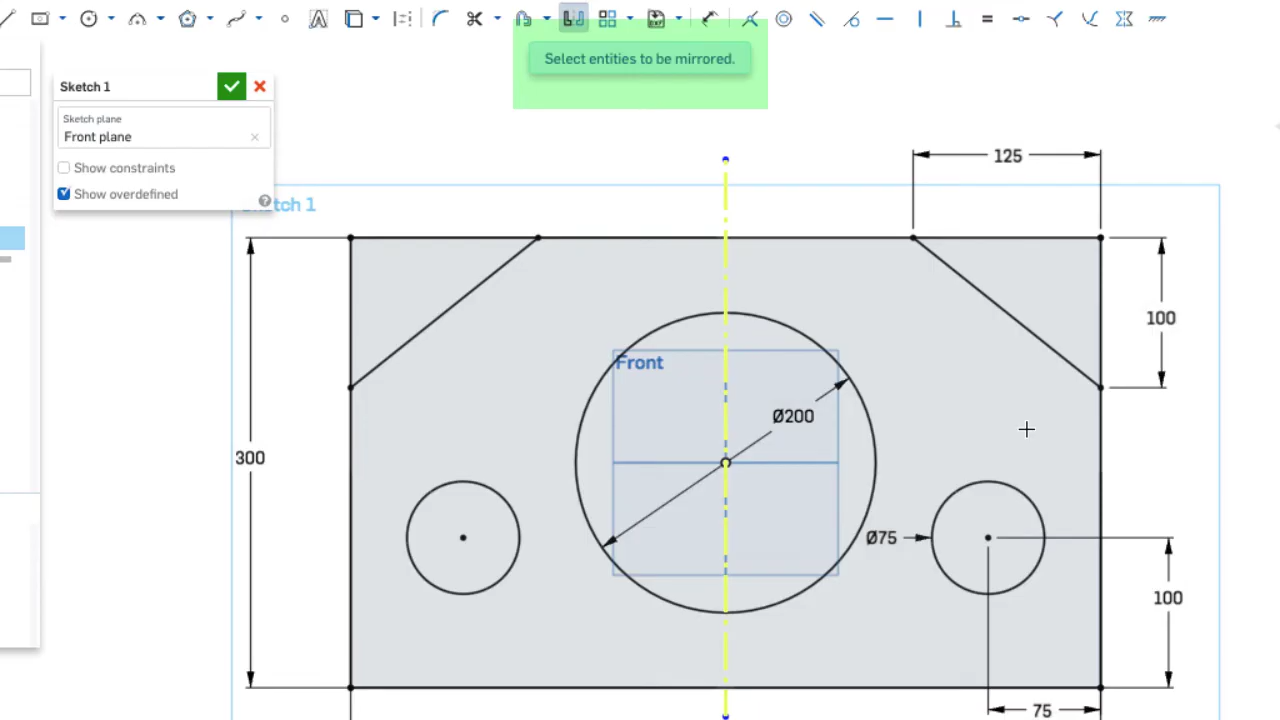 Select entities to be mirrored.
Sketch 1
Sketch plane
Front plane
Show constraints
Show overdefined
125
Sketch 1
100
Front
Ø200
300
Ø75
100
75